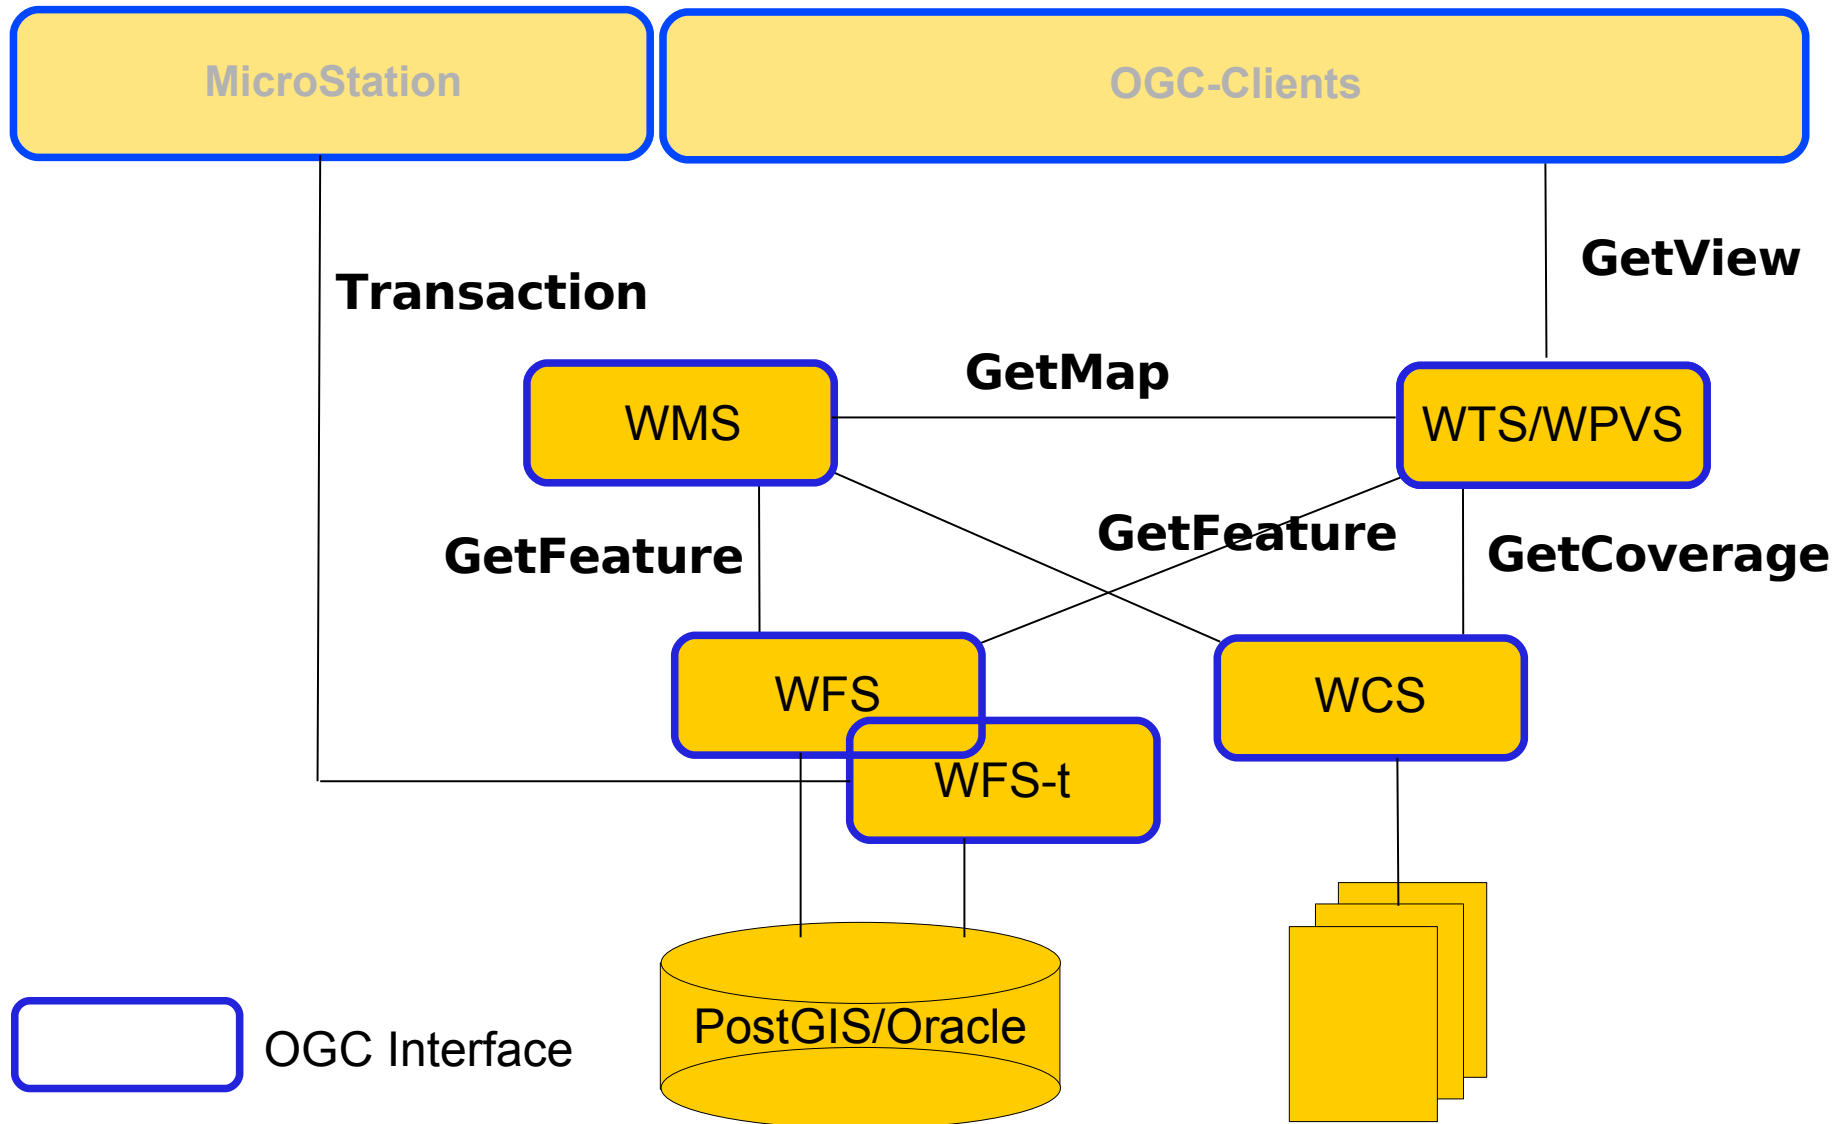 MicroStation
OGC-Clients
GetView
Transaction
GetMap
WMS
WTS/WPVS
GetFeature
GetFeature
GetCoverage
WFS
WCS
WFS-t
PostGIS/Oracle
OGC Interface